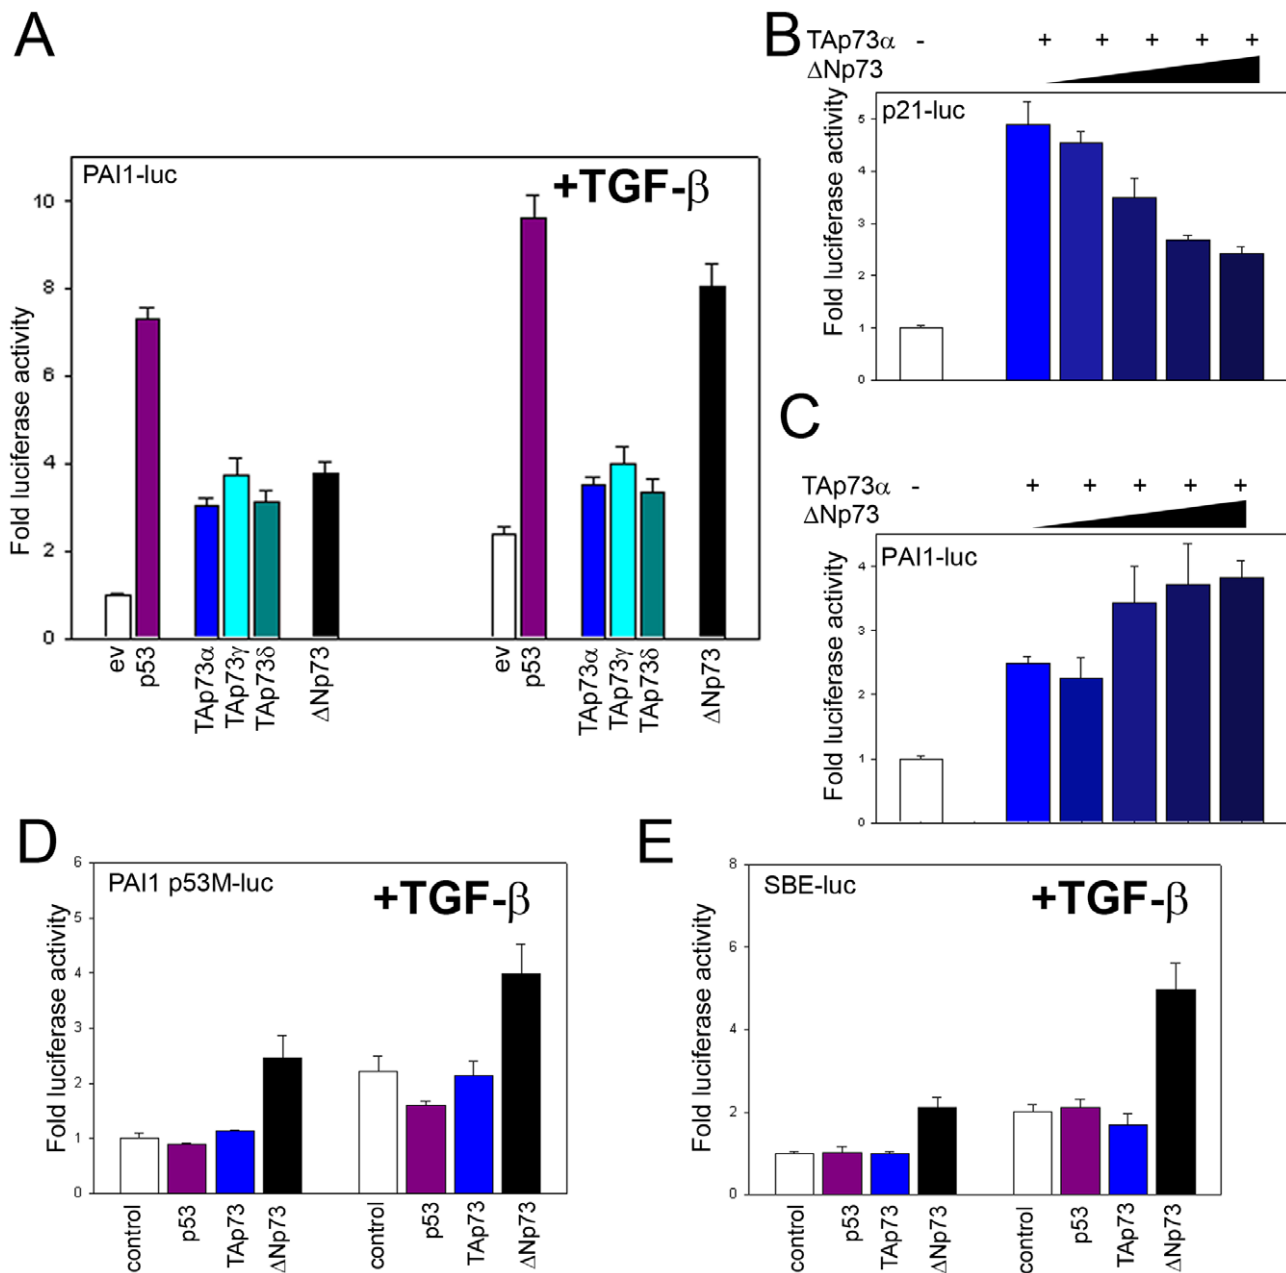 A
PAI1-luc
+TGF-β
Fold luciferase activity
10
8
6
4
2
0
ev
p53
TAp73α
TAp73γ
TAp73δ
ΔNp73
ev
p53
TAp73α
TAp73γ
TAp73δ
ΔNp73
B
TAp73α - + + + + +
ΔNp73
p21-luc
Fold luciferase activity
5
4
3
2
1
0
C
TAp73α - + + + + +
ΔNp73
PAI1-luc
Fold luciferase activity
4
3
2
1
0
D
PAI1 p53M-luc
+TGF-β
Fold luciferase activity
6
5
4
3
2
1
0
control
p53
TAp73
ΔNp73
control
p53
TAp73
ΔNp73
E
SBE-luc
+TGF-β
Fold luciferase activity
8
6
4
2
0
control
p53
TAp73
ΔNp73
control
p53
TAp73
ΔNp73